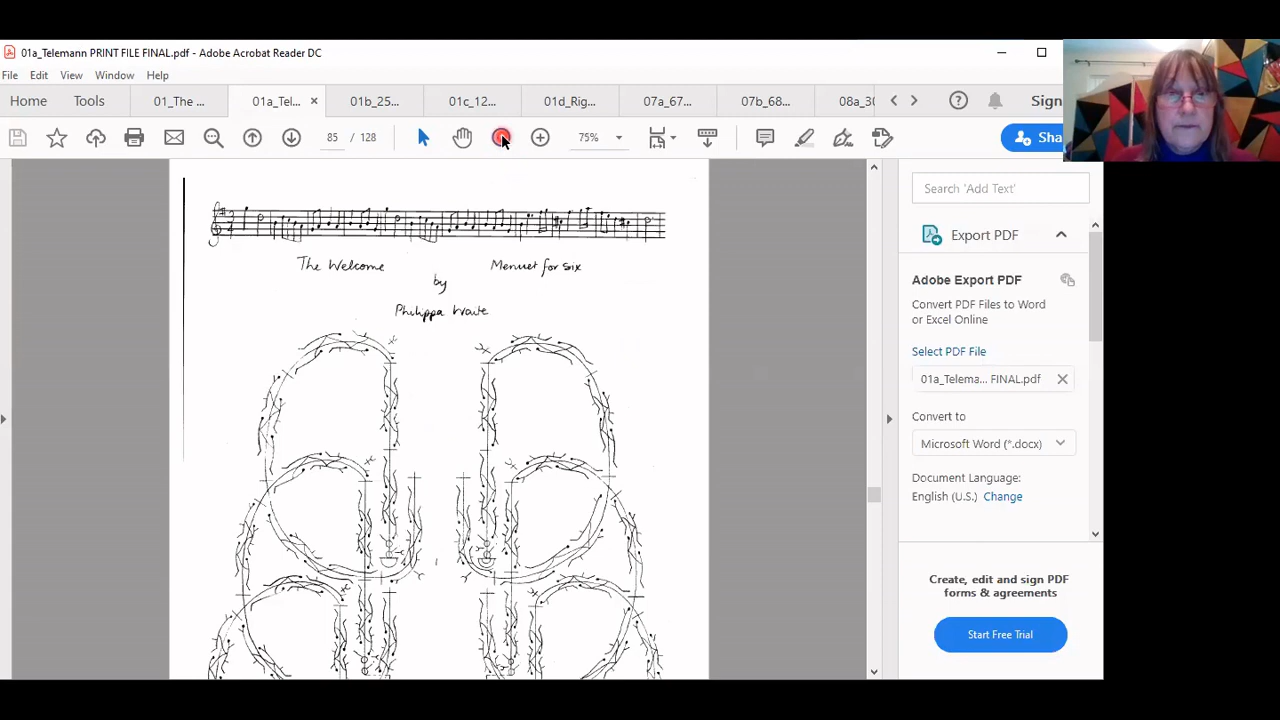 01a_Telemann PRINT FILE FINAL.pdf - Adobe Acrobat Reader DC
File Edit View Window Help
Home Tools 01_The ... 01a_Tel... 01b_25... 01c_12... 01d_Rig... 07a_67... 07b_68... 08a_30 Sign
85 / 128 75% Sha
The Welcome Menuet for Six
by
Philippa Waite
Search 'Add Text'
Export PDF
Adobe Export PDF
Convert PDF Files to Word
or Excel Online
Select PDF File
01a_Telema... FINAL.pdf
Convert to
Microsoft Word (*.docx)
Document Language:
English (U.S.) Change
Create, edit and sign PDF
forms & agreements
Start Free Trial